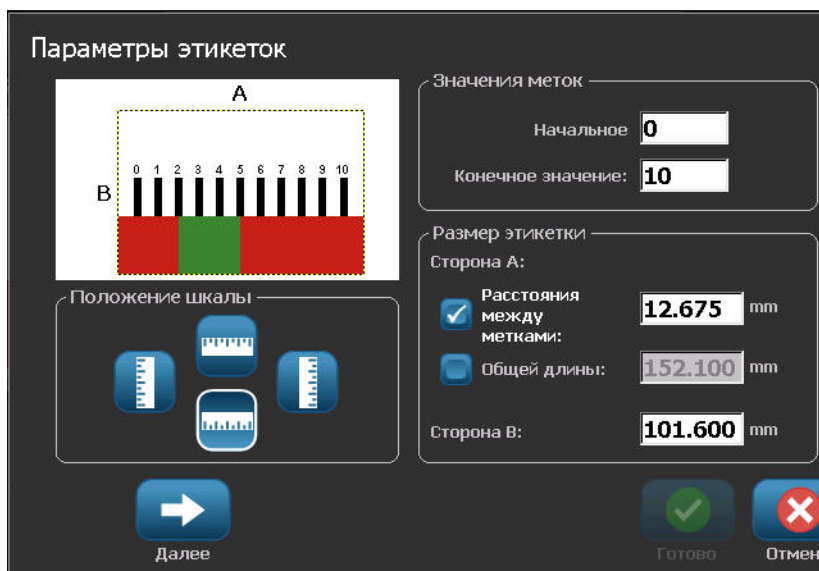 Параметры этикеток
A
0 1 2 3 4 5 6 7 8 9 10
B
Положение шкалы
Значения меток
Начальное 0
Конечное значение: 10
Размер этикетки
Сторона A:
Расстояния
между
метками:
12.675 mm
Общей длины: 152.100 mm
Сторона B: 101.600 mm
Далее
Готово
Отмен